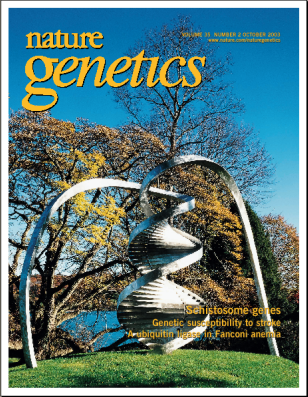 nature
genetics
VOLUME 35 NUMBER 2 OCTOBER 2003
www.nature.com/naturegenetics
Schistosome genes
Genetic susceptibility to stroke
A ubiquitin ligase in Fanconi anemia